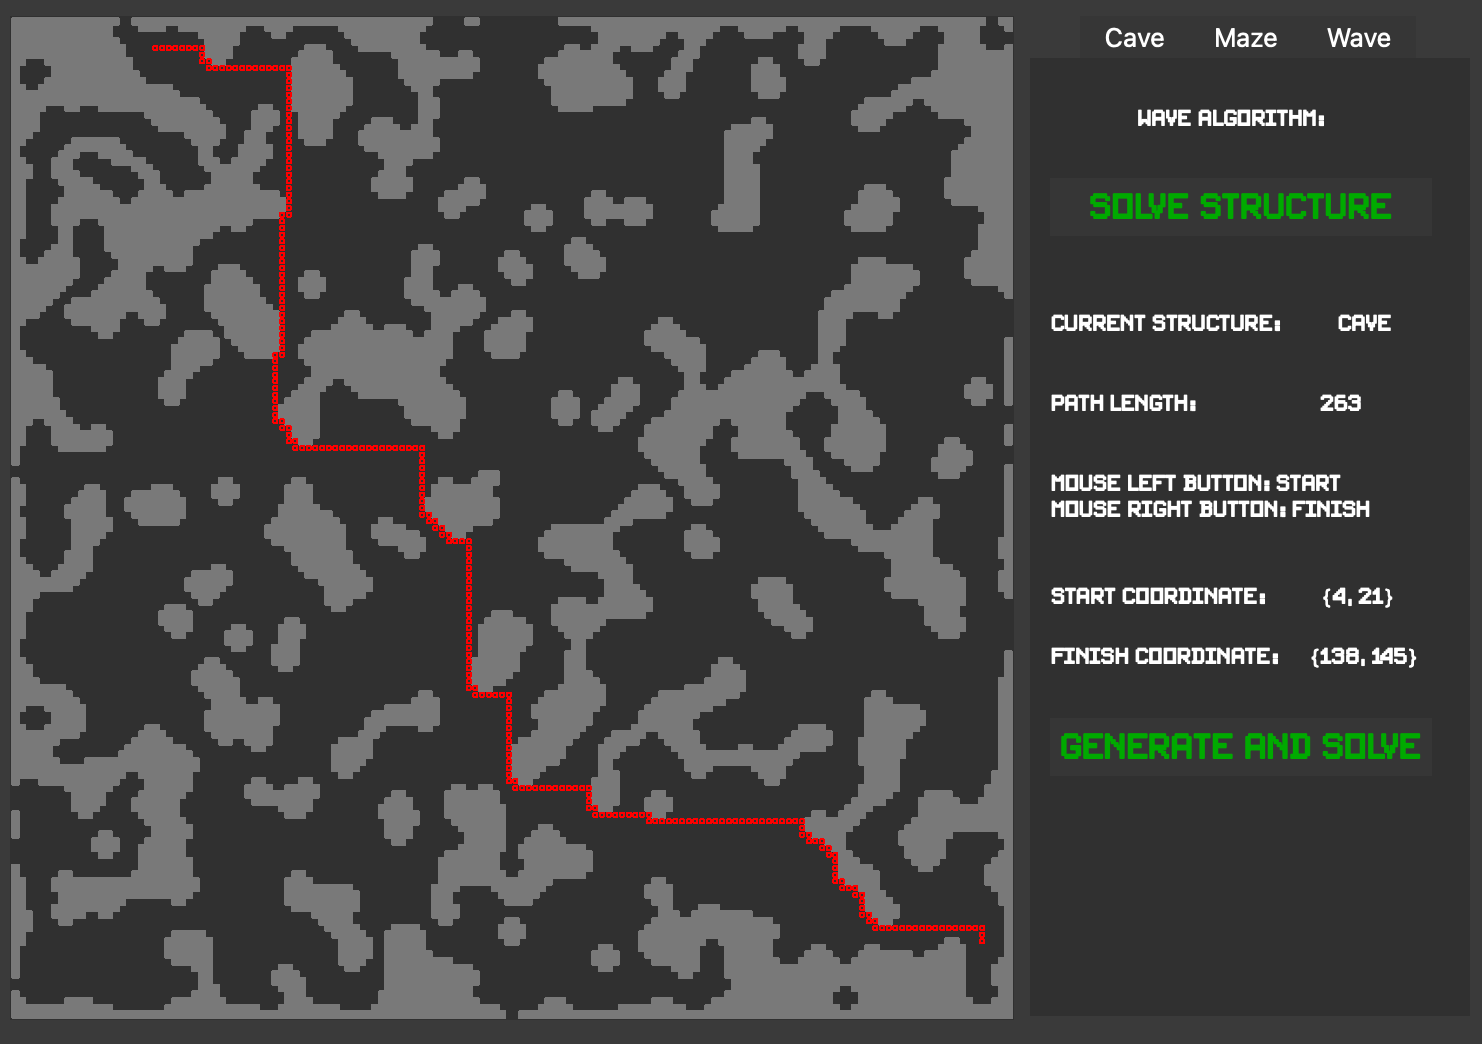 Cave Maze Wave
WAVE ALGORITHM:
SOLVE STRUCTURE
CURRENT STRUCTURE: CAVE
PATH LENGTH: 263
MOUSE LEFT BUTTON: START
MOUSE RIGHT BUTTON: FINISH
START COORDINATE: {4, 21}
FINISH COORDINATE: {138, 145}
GENERATE AND SOLVE